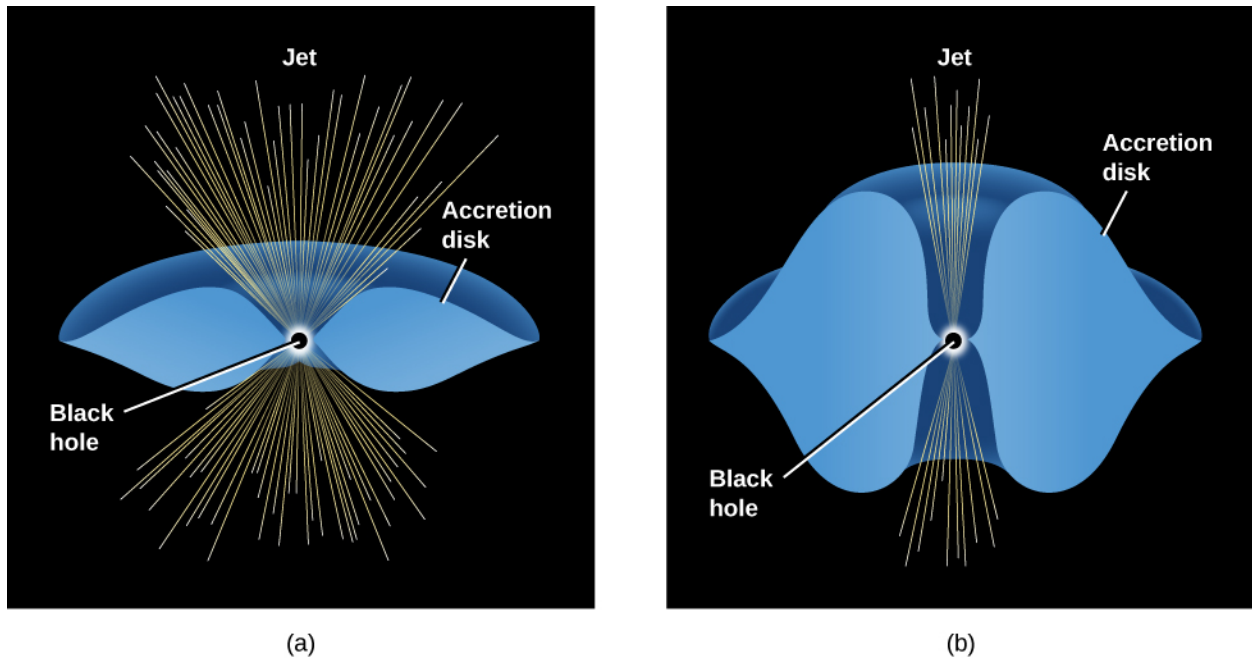 Jet
Accretion
disk
Black
hole
(a)
Jet
Accretion
disk
Black
hole
(b)